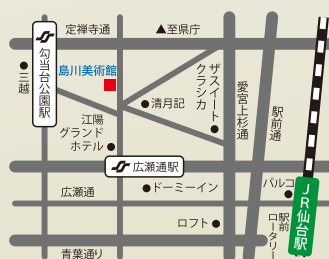 定禅寺通
▲至県庁
勾当台公園駅
●三越
島川美術館
●清月記
ザスイート●
クラシカ
愛宕上杉通
駅前通
江陽
グランド
ホテル●
広瀬通駅
広瀬通
●ドーミーイン
パルコ●
JR仙台駅
ロフト●
駅前
ロータリー
青葉通り